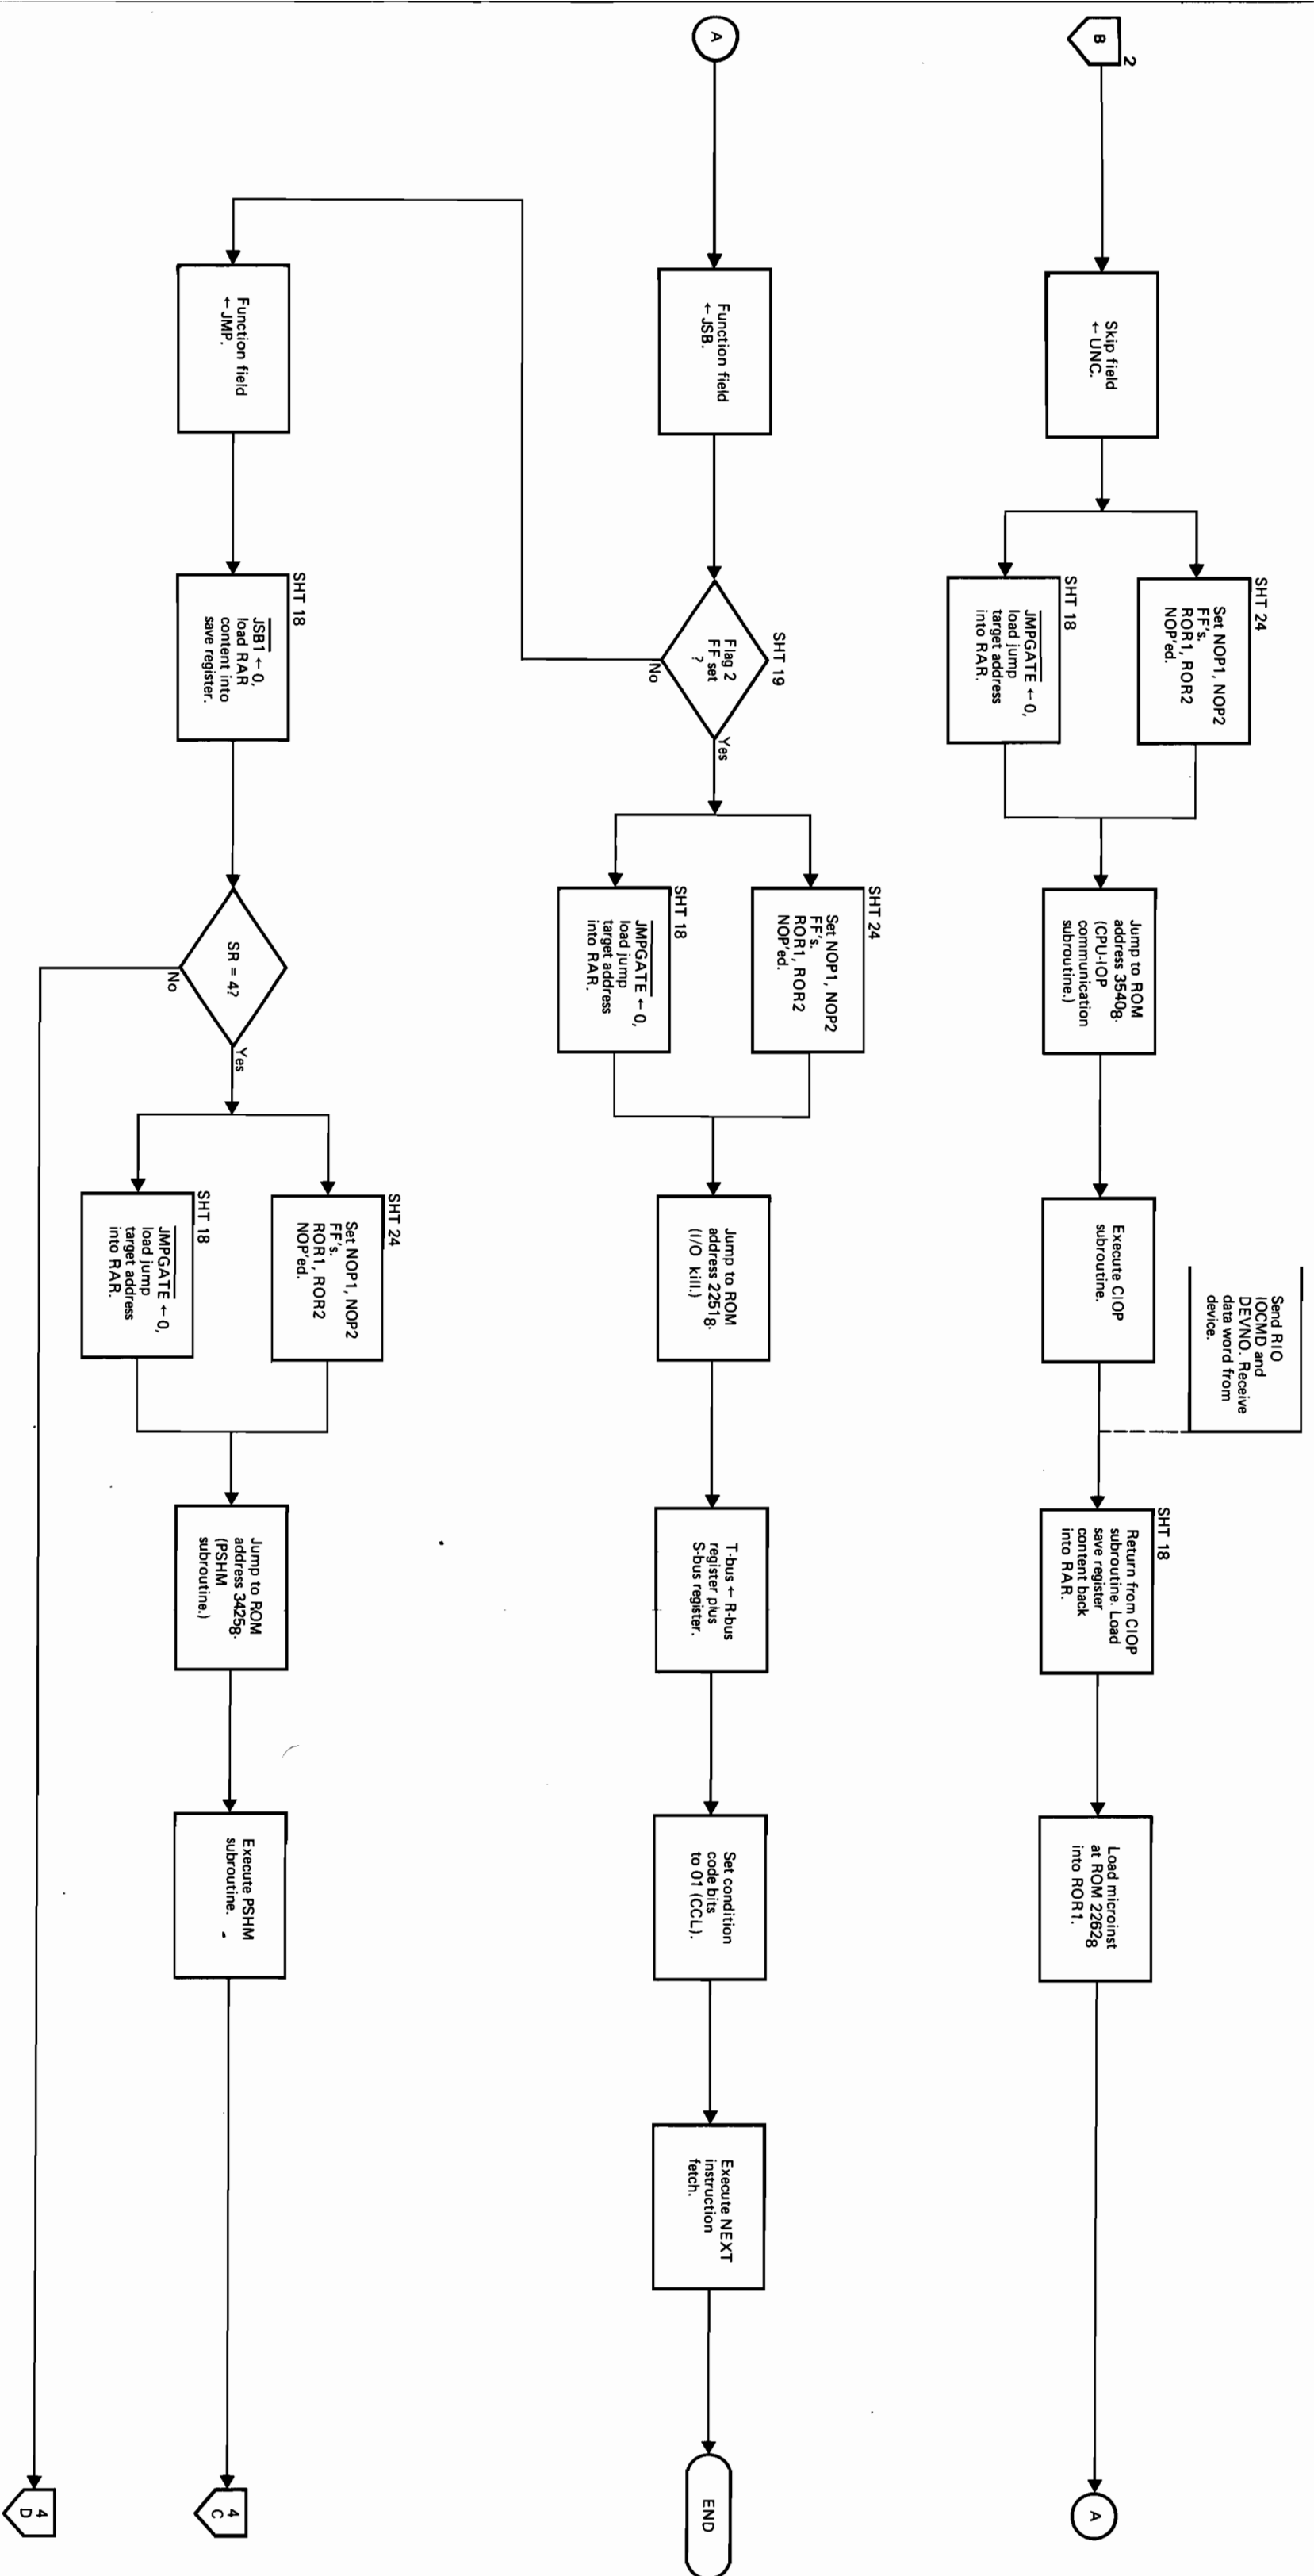 2
B
Skip field
← UNC.
SHT 24
Set NOP1, NOP2
FF's.
ROR1, ROR2
NOP'ed.
SHT 18
JMPGATE ← 0,
load jump
target address
into RAR.
Jump to ROM
address 3540₈.
(CPU-IOP
communication
subroutine.)
Execute CIOP
subroutine.
Send RIO
IOCMD and
DEVNO. Receive
data word from
device.
SHT 18
Return from CIOP
subroutine. Load
save register
content back
into RAR.
Load microinst
at ROM 2262₈
into ROR1.
A
A
Function field
← JSB.
SHT 19
Flag 2
FF set
?
Yes
No
SHT 24
Set NOP1, NOP2
FF's.
ROR1, ROR2
NOP'ed.
SHT 18
JMPGATE ← 0,
load jump
target address
into RAR.
Jump to ROM
address 2251₈.
(I/O kill.)
T-bus ← R-bus
register plus
S-bus register.
Set condition
code bits
to 01 (CCL).
Execute NEXT
instruction
fetch.
END
Function field
← JMP.
SHT 18
JSB1 ← 0,
load RAR
content into
save register.
SR = 4?
Yes
No
SHT 24
Set NOP1, NOP2
FF's.
ROR1, ROR2
NOP'ed.
SHT 18
JMPGATE ← 0,
load jump
target address
into RAR.
Jump to ROM
address 3425₈.
(PSHM
subroutine.)
Execute PSHM
subroutine.
4
C
4
D